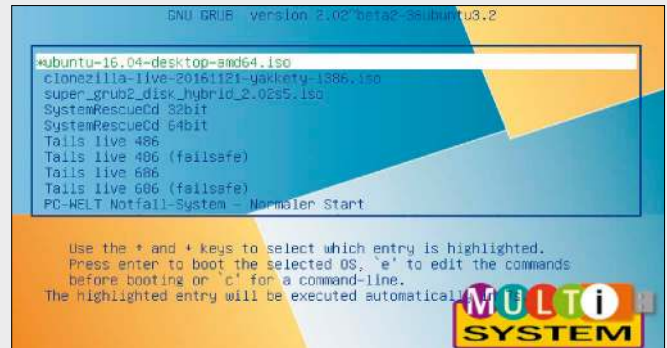 GNU GRUB version 2.02~beta2-36ubuntu3.2
*ubuntu-16.04-desktop-amd64.iso
clonezilla-live-20161121-yakkety-i386.iso
super_grub2_disk_hybrid_2.02s5.iso
SystemRescueCd 32bit
SystemRescueCd 64bit
Tails live 486
Tails live 486 (failsafe)
Tails live 686
Tails live 686 (failsafe)
PC-WELT Notfall-System - Normaler Start
Use the ↑ and ↓ keys to select which entry is highlighted.
Press enter to boot the selected OS, `e' to edit the commands
before booting or `c' for a command-line.
The highlighted entry will be executed automatically in
MULTi
SYSTEM